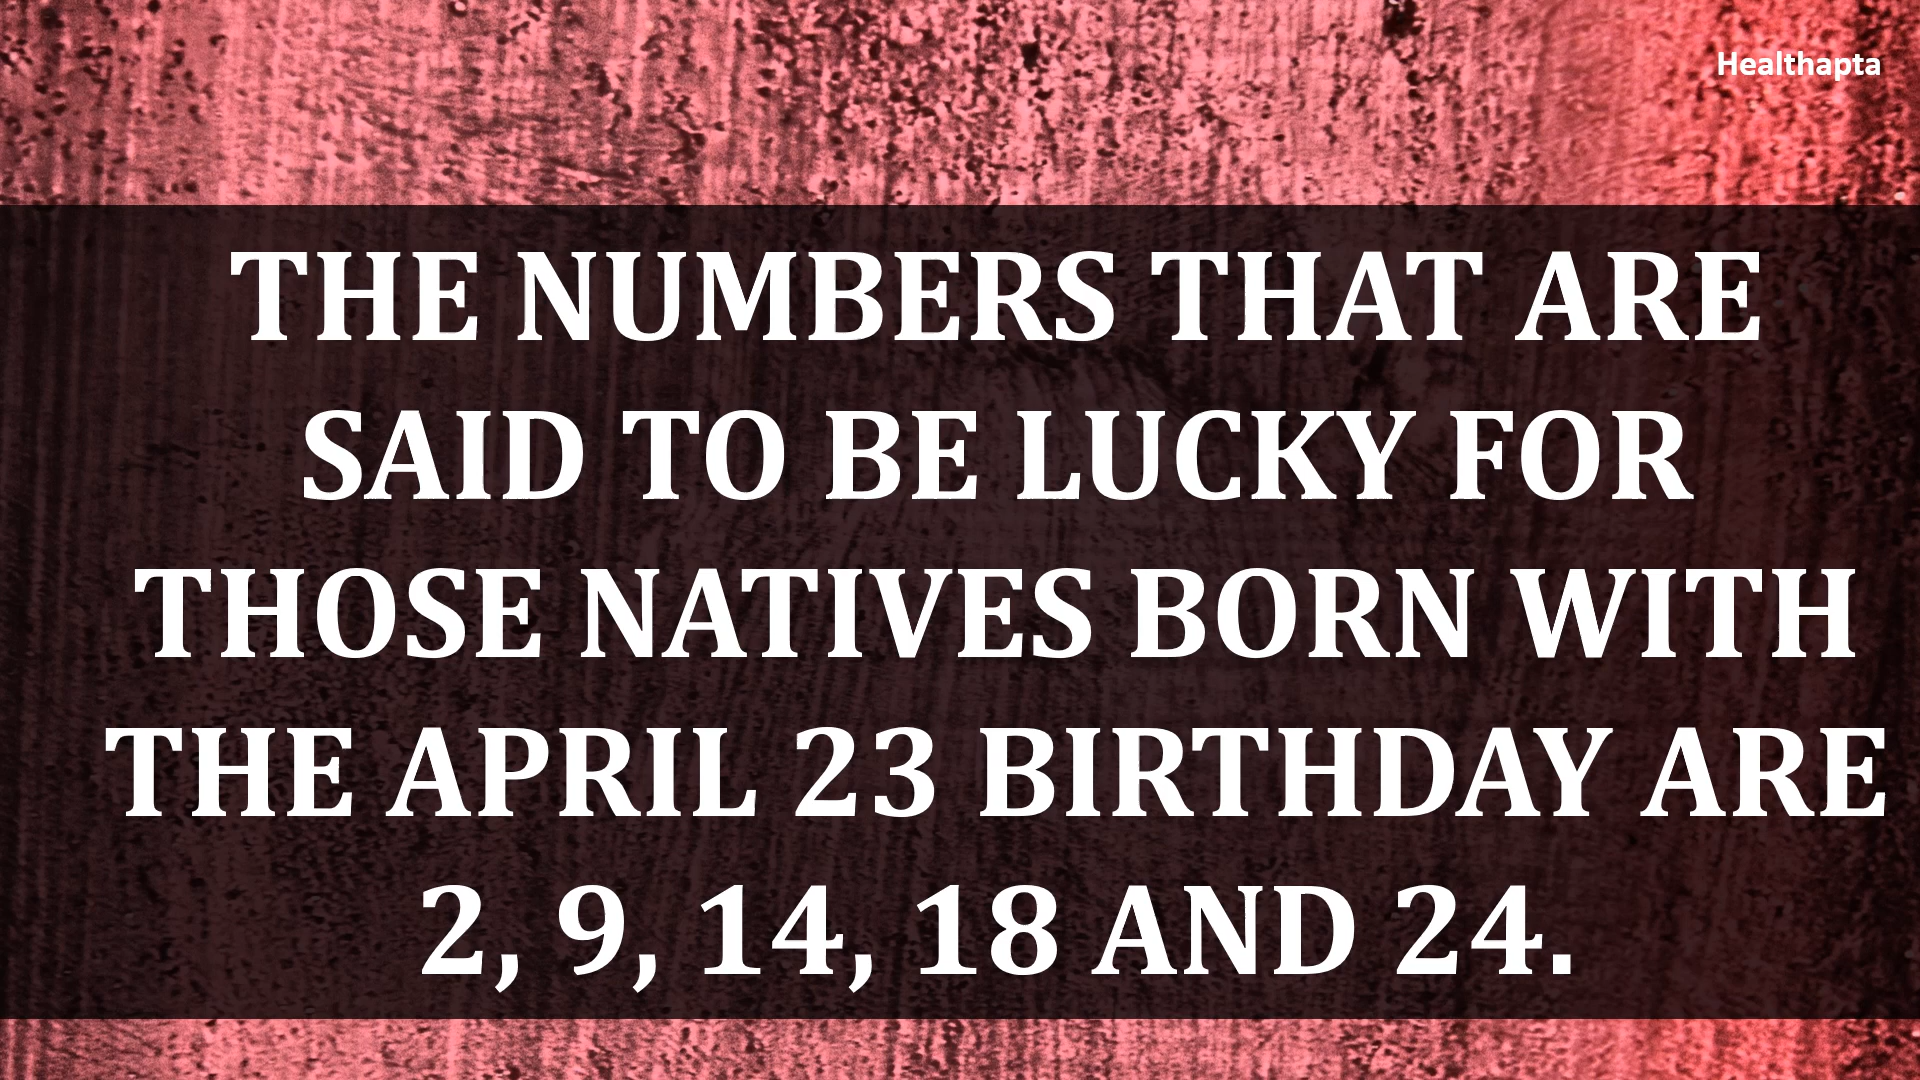 Healthapta
THE NUMBERS THAT ARE
SAID TO BE LUCKY FOR
THOSE NATIVES BORN WITH
THE APRIL 23 BIRTHDAY ARE
2, 9, 14, 18 AND 24.